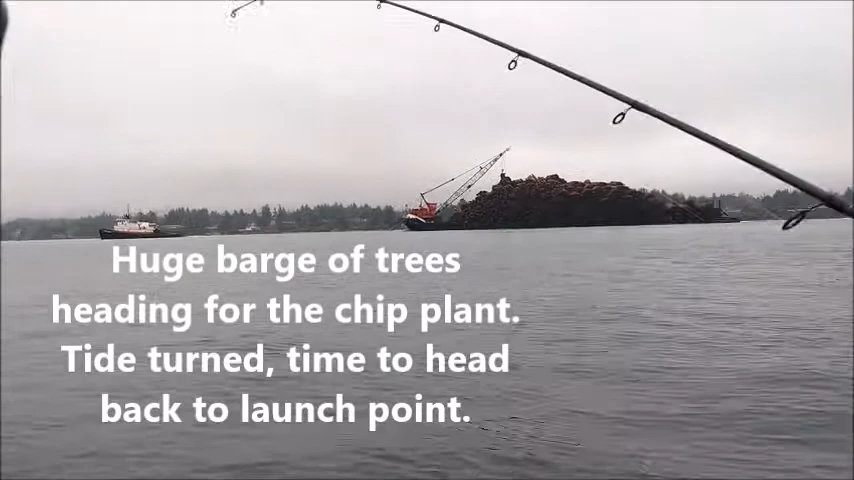 Huge barge of trees
heading for the chip plant.
Tide turned, time to head
back to launch point.